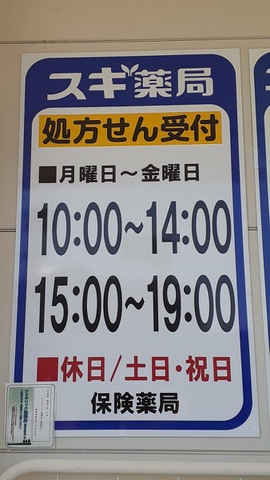 スギ薬局
処方せん受付
■月曜日～金曜日
10:00~14:00
15:00~19:00
■休日/土日・祝日
保険薬局